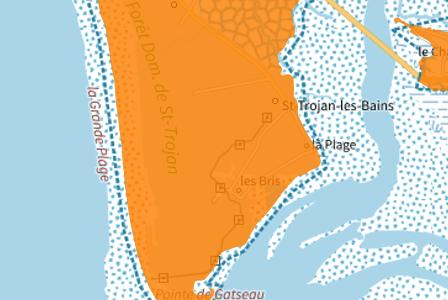 Forêt Dom. de St-Trojan
la Grande Plage
le Cha
St-Trojan-les-Bains
la Plage
les Bris
Pointe de Gatseau